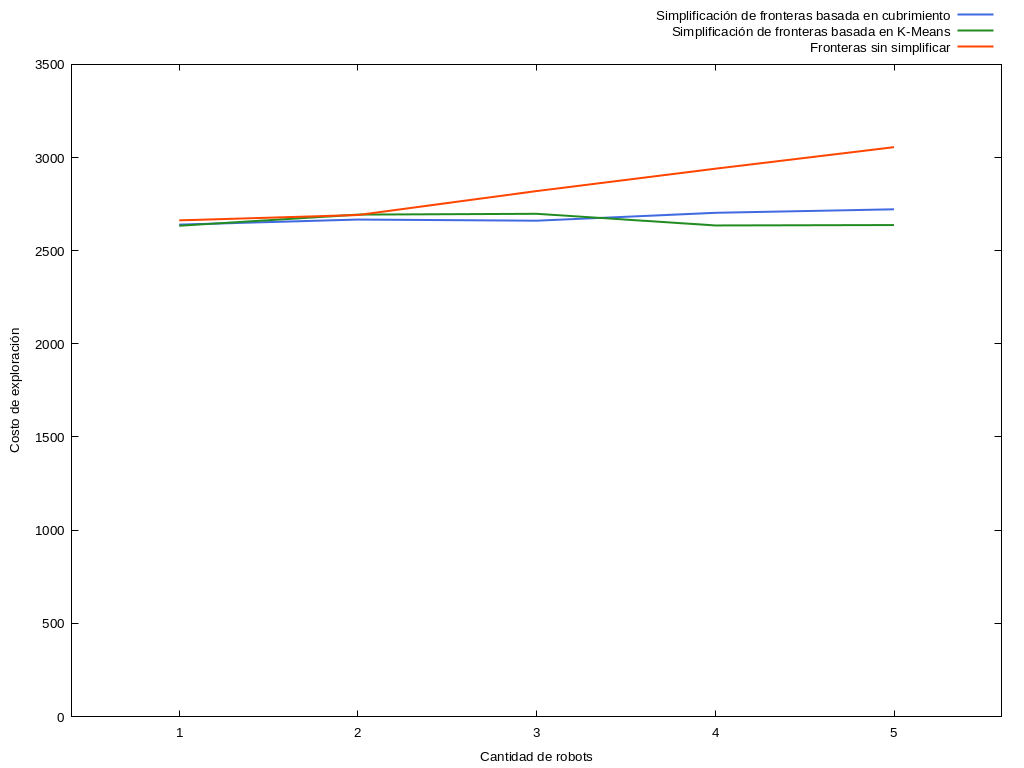 Simplificación de fronteras basada en cubrimiento
Simplificación de fronteras basada en K-Means
Fronteras sin simplificar
3500
3000
2500
2000
1500
1000
500
0
Costo de exploración
1 2 3 4 5
Cantidad de robots